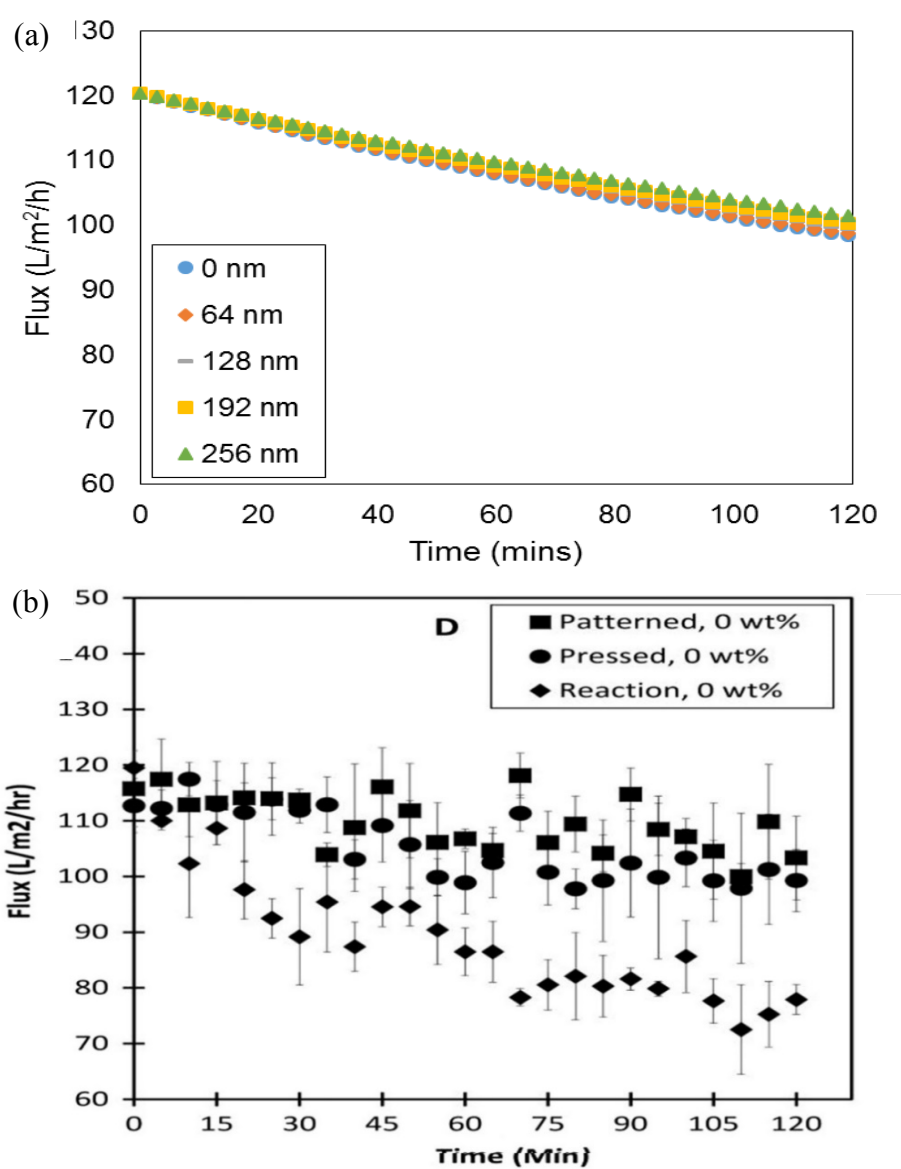 (a)
130
120
110
100
90
80
70
60
Flux (L/m²/h)
0 nm
64 nm
128 nm
192 nm
256 nm
0 20 40 60 80 100 120
Time (mins)
(b)
50
40
130
120
110
100
90
80
70
60
Flux (L/m2/hr)
D
Patterned, 0 wt%
Pressed, 0 wt%
Reaction, 0 wt%
0 15 30 45 60 75 90 105 120
Time (Min)